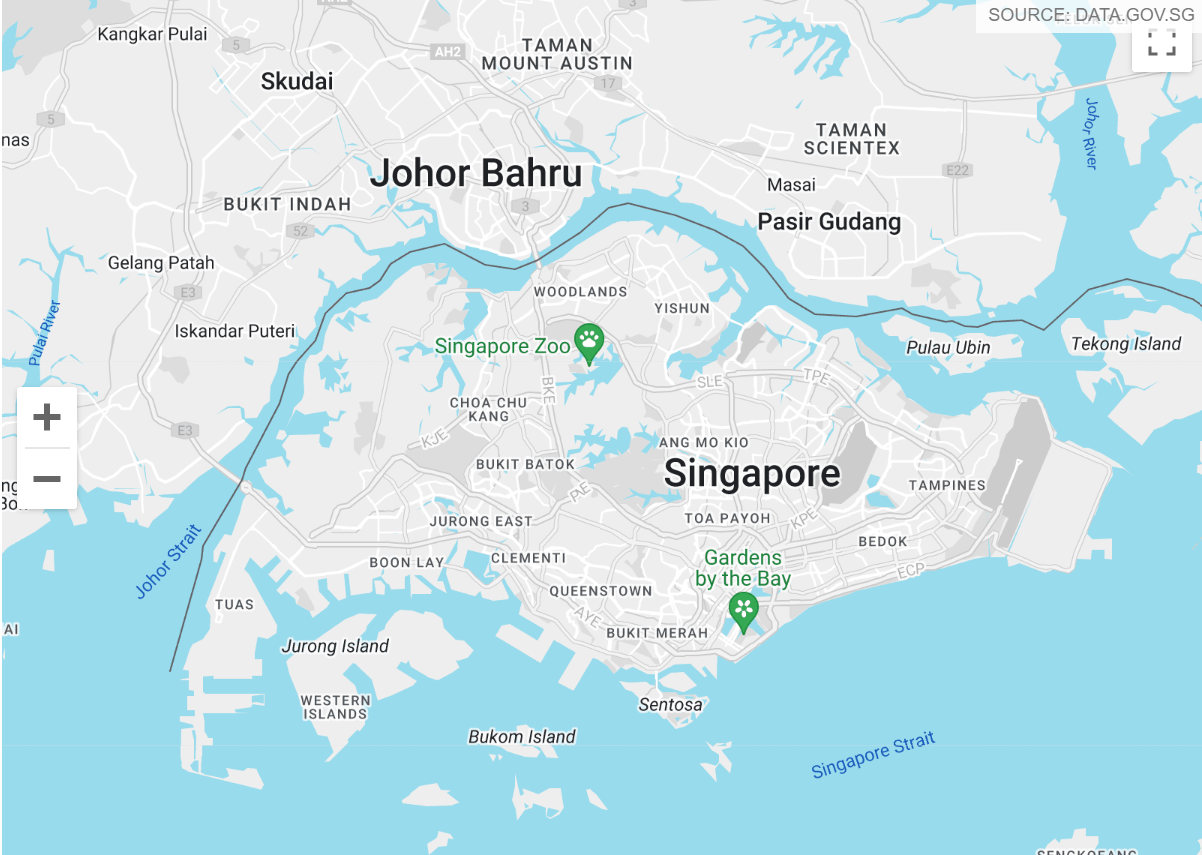 SOURCE: DATA.GOV.SG
Kangkar Pulai
5
AH2
3
TAMAN
MOUNT AUSTIN
Skudai
17
5
nas
Johor River
TAMAN
SCIENTEX
Johor Bahru
E22
Masai
BUKIT INDAH
3
Pasir Gudang
52
Gelang Patah
E3
WOODLANDS
YISHUN
Pulai River
Iskandar Puteri
Singapore Zoo
Pulau Ubin
Tekong Island
BKE
SLE
TPE
CHOA CHU
KANG
E3
KJE
ANG MO KIO
BUKIT BATOK
Singapore
TAMPINES
PIE
JURONG EAST
TOA PAYOH
KPE
BEDOK
Johor Strait
BOON LAY
CLEMENTI
Gardens
by the Bay
ECP
QUEENSTOWN
TUAS
AYE
BUKIT MERAH
AI
Jurong Island
WESTERN
ISLANDS
Sentosa
Bukom Island
Singapore Strait